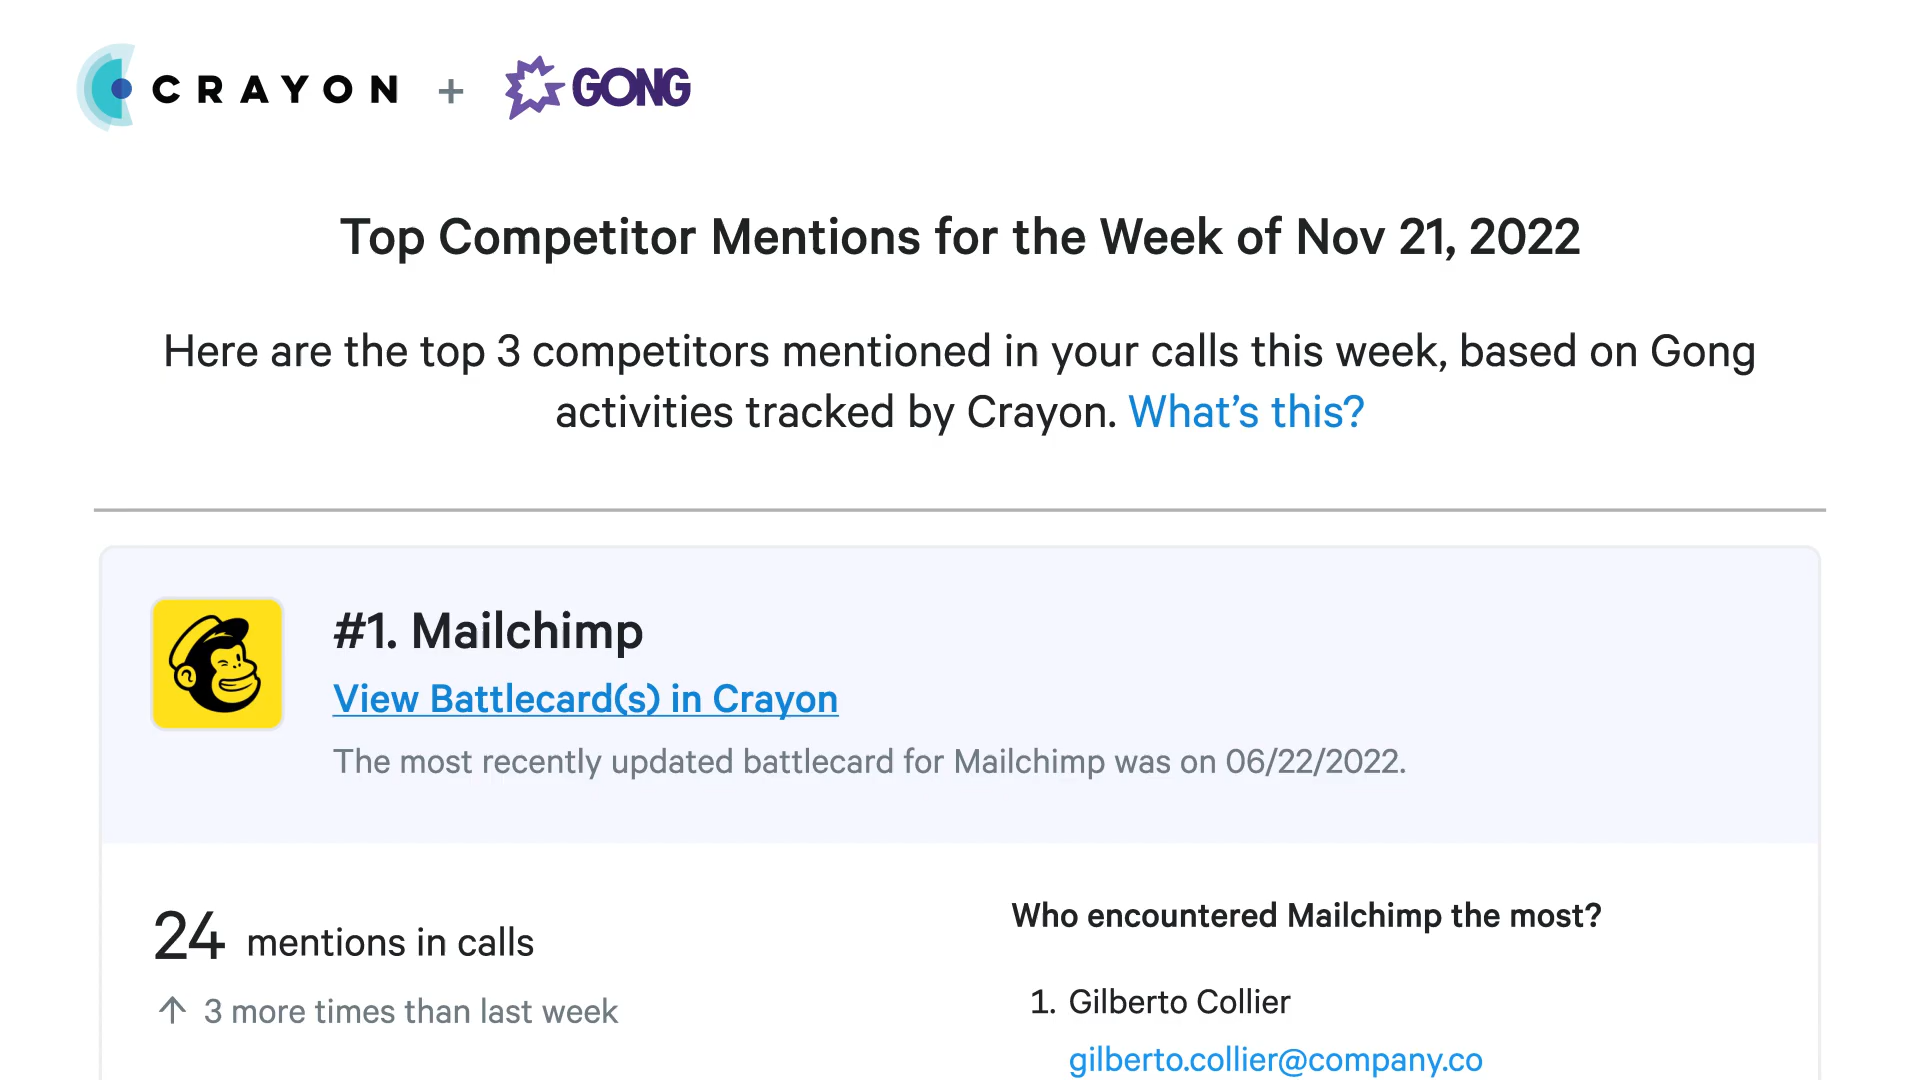 CRAYON + GONG
Top Competitor Mentions for the Week of Nov 21, 2022
Here are the top 3 competitors mentioned in your calls this week, based on Gong
activities tracked by Crayon. What's this?
#1. Mailchimp
View Battlecard(s) in Crayon
The most recently updated battlecard for Mailchimp was on 06/22/2022.
24 mentions in calls
↑ 3 more times than last week
Who encountered Mailchimp the most?
1. Gilberto Collier
gilberto.collier@company.co